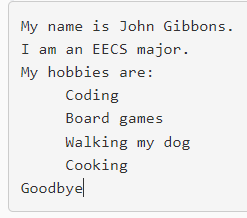 My name is John Gibbons.
I am an EECS major.
My hobbies are:
     Coding
     Board games
     Walking my dog
     Cooking
Goodbye